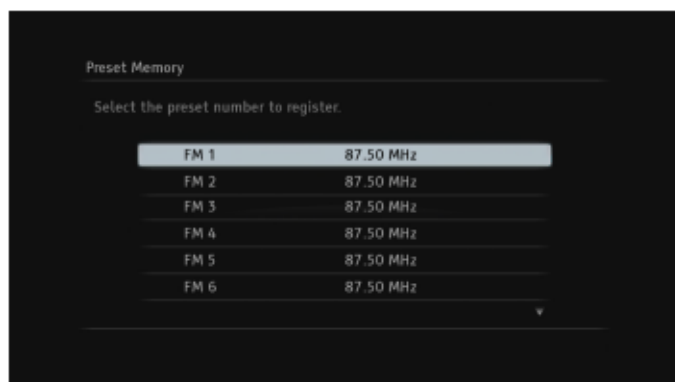 Preset Memory
Select the preset number to register.
FM 1 87.50 MHz
FM 2 87.50 MHz
FM 3 87.50 MHz
FM 4 87.50 MHz
FM 5 87.50 MHz
FM 6 87.50 MHz